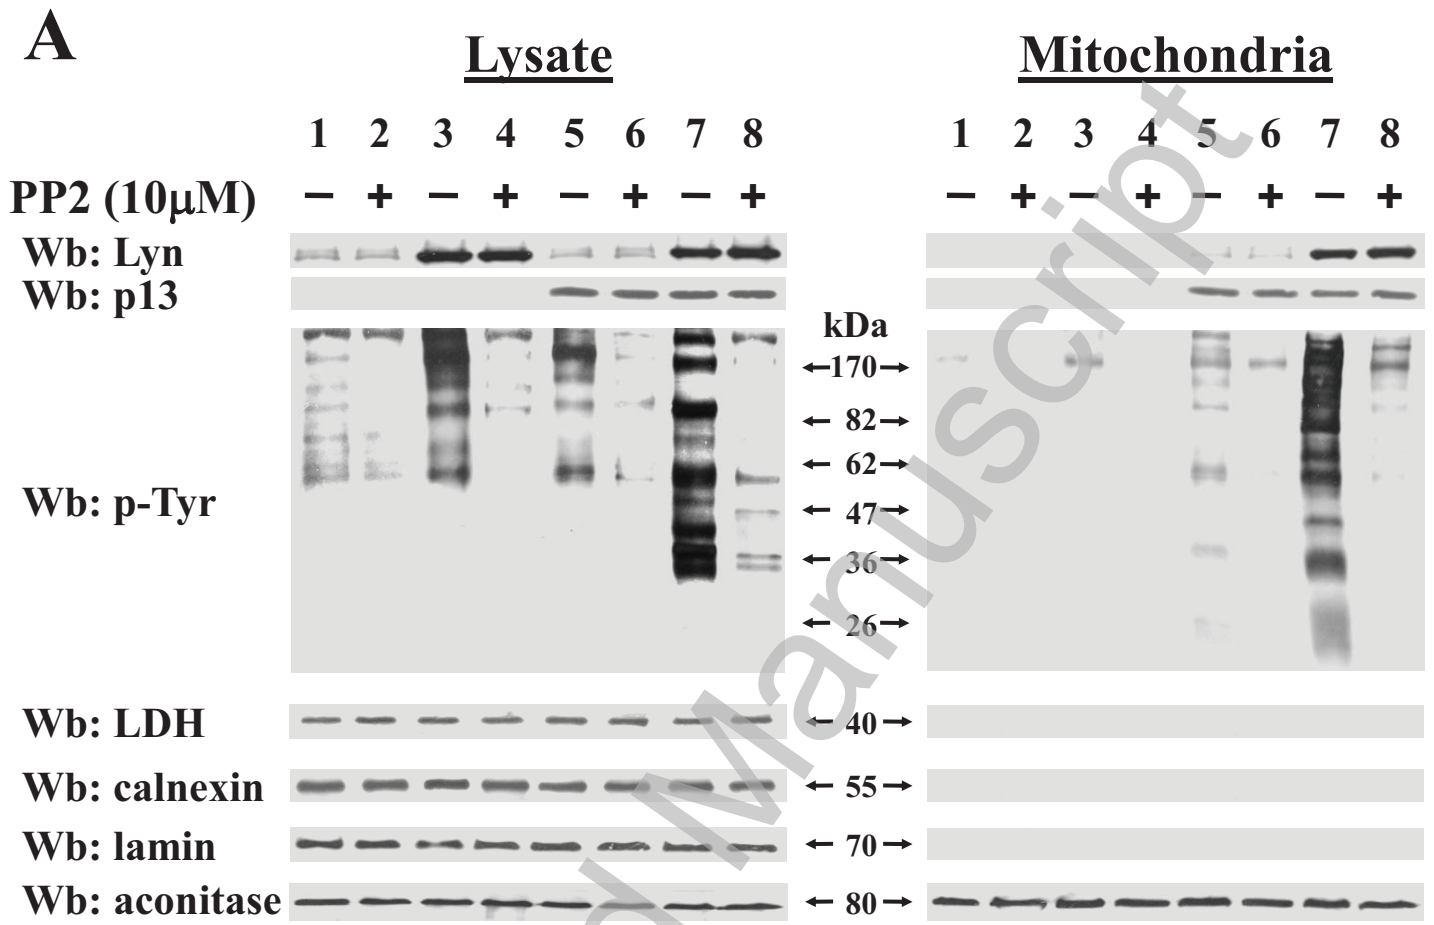 A
Lysate Mitochondria
1 2 3 4 5 6 7 8 1 2 3 4 5 6 7 8
PP2 (10μM) − + − + − + − + − + − + − + − +
Wb: Lyn
Wb: p13
kDa
170
82
62
Wb: p-Tyr
47
36
26
Wb: LDH 40
Wb: calnexin 55
Wb: lamin 70
Wb: aconitase 80
d Manuscript